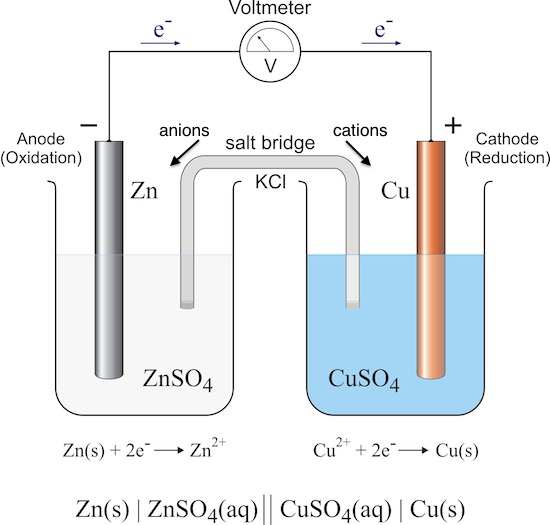 Voltmeter
e⁻
e⁻
V
−
+
anions
cations
Anode
(Oxidation)
Cathode
(Reduction)
salt bridge
KCl
Zn
Cu
ZnSO₄
CuSO₄
Zn(s) + 2e⁻ → Zn²⁺
Cu²⁺ + 2e⁻ → Cu(s)
Zn(s) | ZnSO₄(aq) || CuSO₄(aq) | Cu(s)